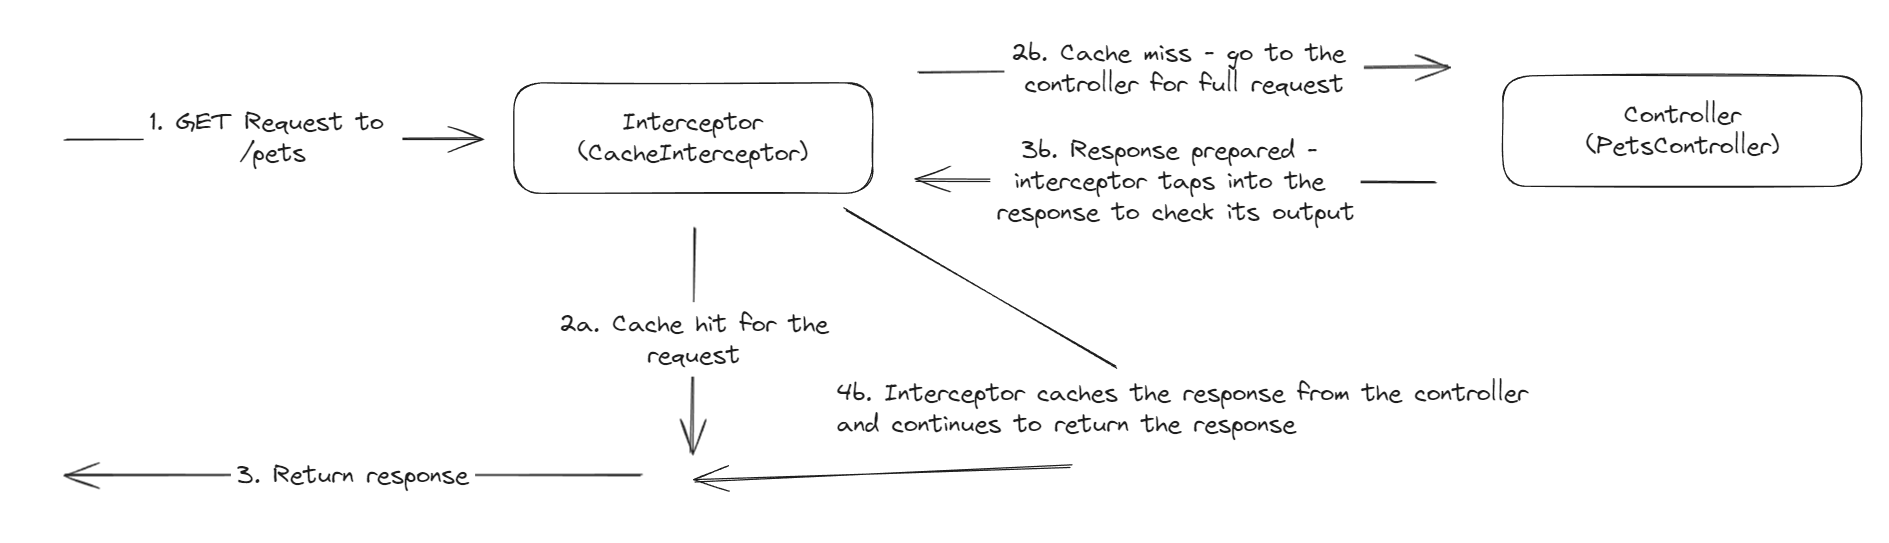 1. GET Request to
/pets
Interceptor
(CacheInterceptor)
2b. Cache miss - go to the
controller for full request
3b. Response prepared -
interceptor taps into the
response to check its output
Controller
(PetsController)
2a. Cache hit for the
request
4b. Interceptor caches the response from the controller
and continues to return the response
3. Return response